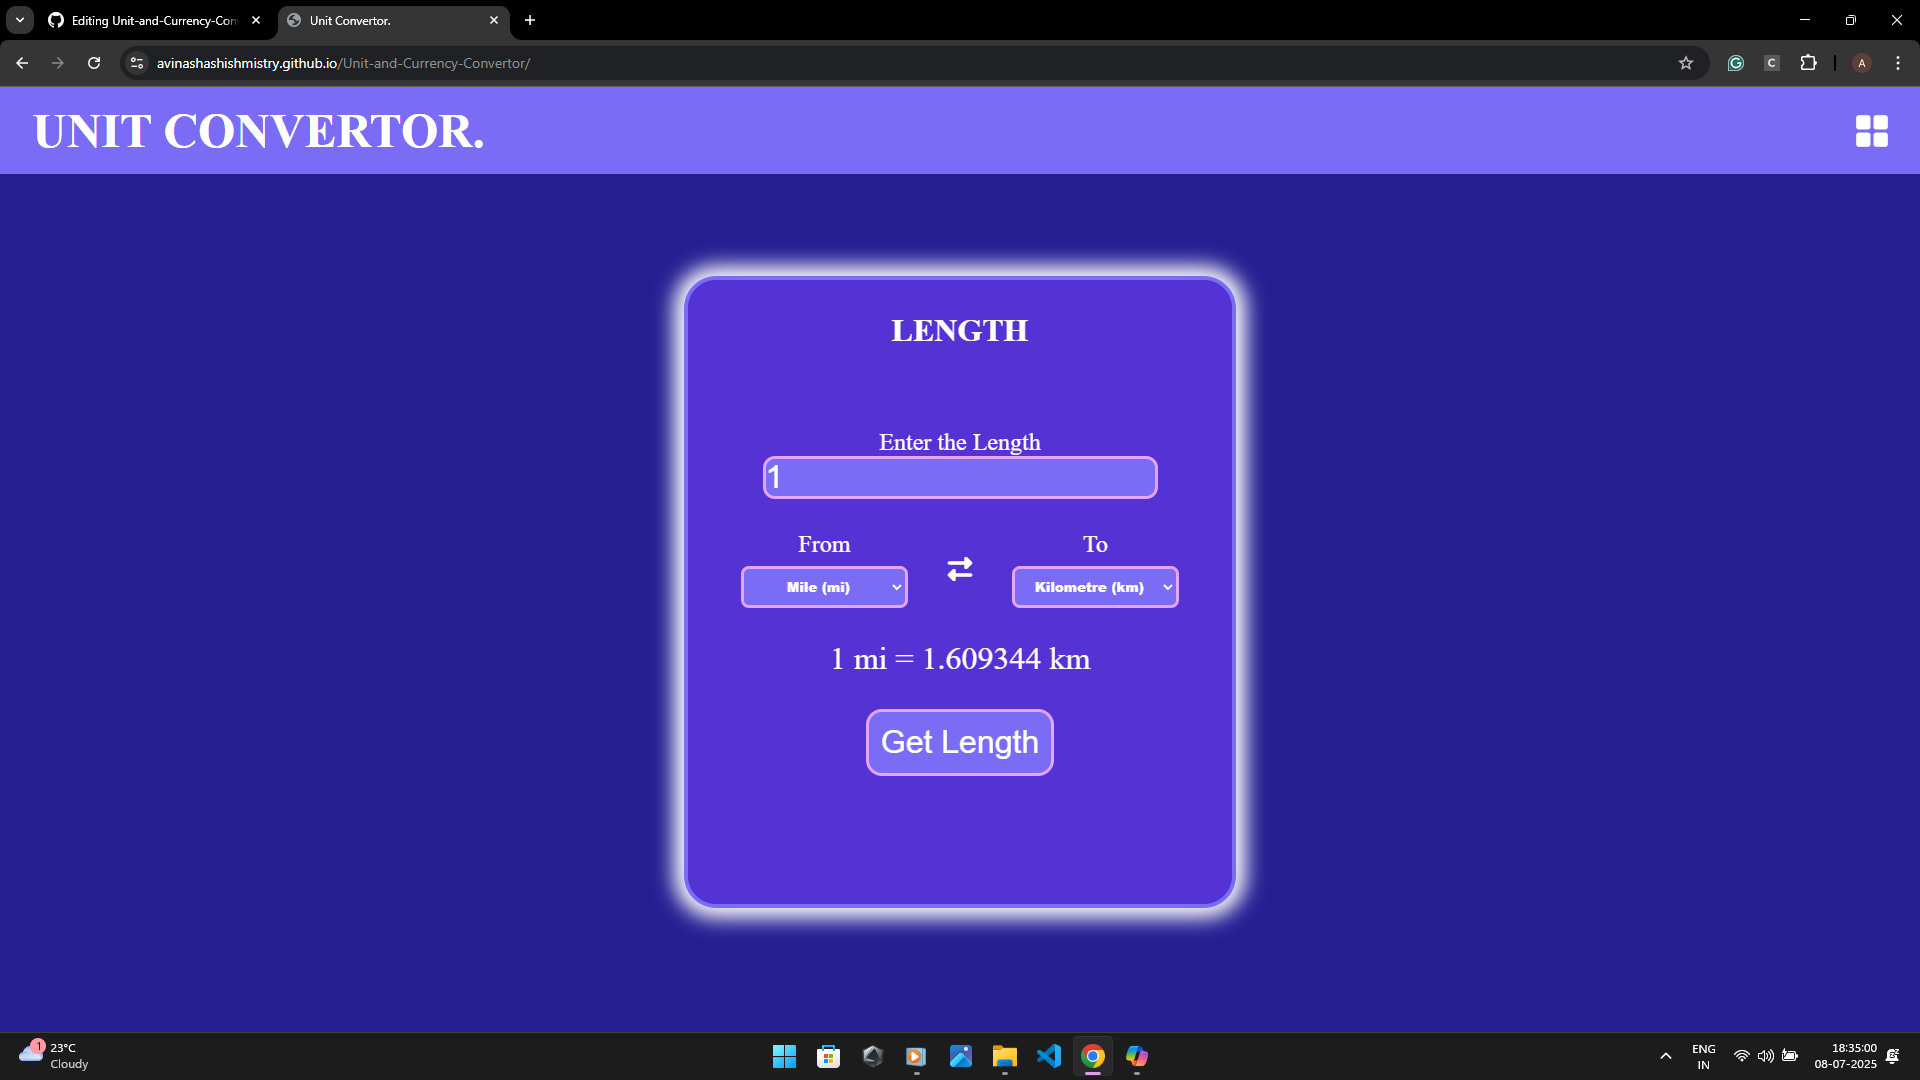 Editing Unit-and-Currency-Con
Unit Convertor.
avinashashishmistry.github.io/Unit-and-Currency-Convertor/
C
A
UNIT CONVERTOR.
LENGTH
Enter the Length
1
From
To
Mile (mi)
Kilometre (km)
1 mi = 1.609344 km
Get Length
1
23°C
Cloudy
ENG
IN
18:35:00
08-07-2025